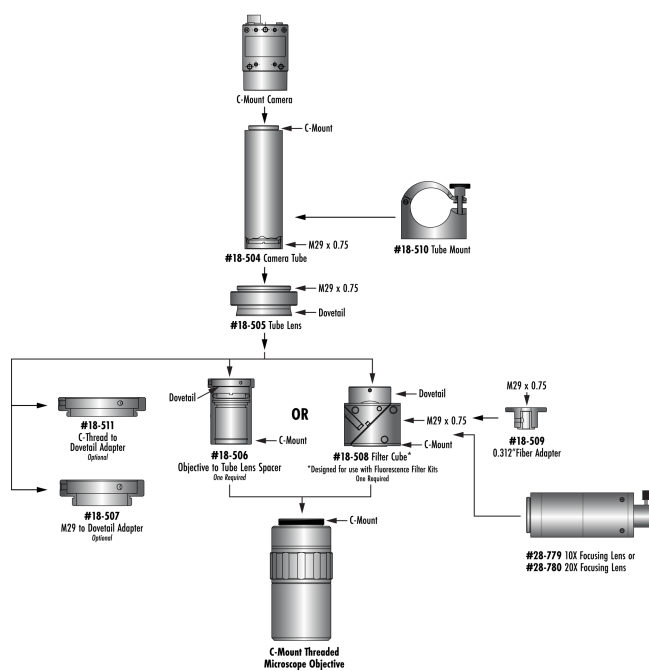 C-Mount Camera
C-Mount
M29 x 0.75
#18-504 Camera Tube
#18-510 Tube Mount
M29 x 0.75
Dovetail
#18-505 Tube Lens
#18-511
C-Thread to
Dovetail Adapter
Optional
#18-507
M29 to Dovetail Adapter
Optional
Dovetail
C-Mount
#18-506
Objective to Tube Lens Spacer
One Required
OR
Dovetail
M29 x 0.75
C-Mount
#18-508 Filter Cube*
*Designed for use with Fluorescence Filter Kits
One Required
M29 x 0.75
#18-509
0.312"Fiber Adapter
#28-779 10X Focusing Lens or
#28-780 20X Focusing Lens
C-Mount
C-Mount Threaded
Microscope Objective